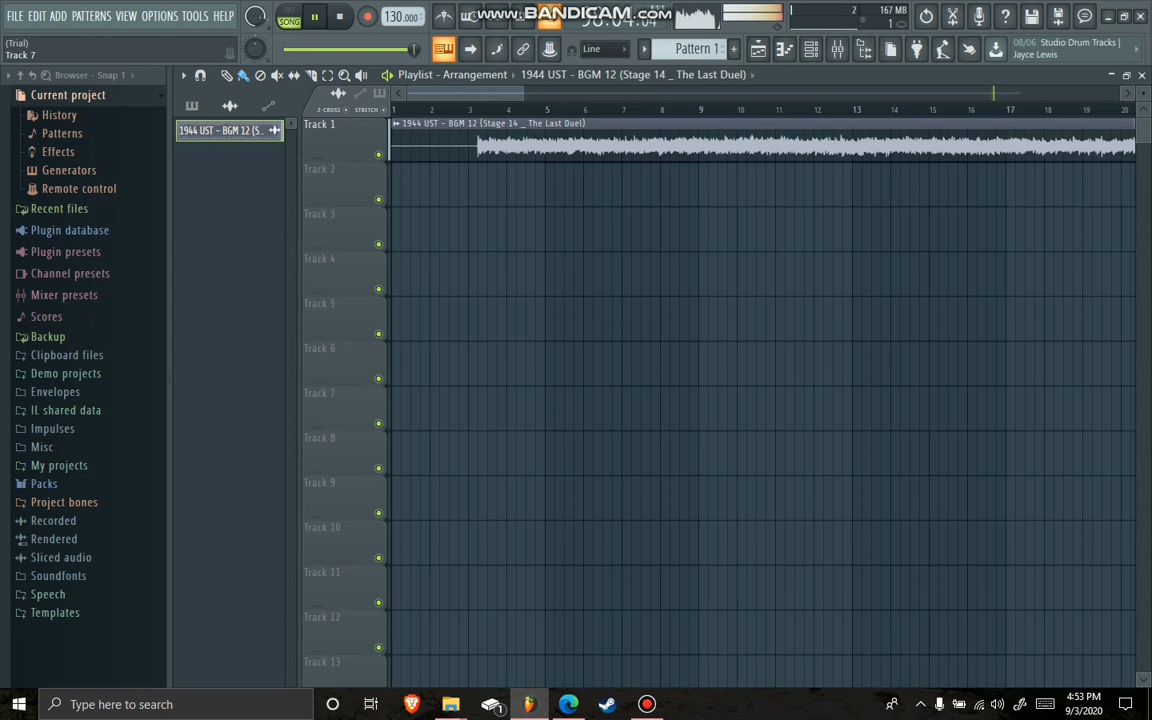 FILE EDIT ADD PATTERNS VIEW OPTIONS TOOLS HELP
SONG
130.000
www.BANDICAM.com
2
167 MB
1
(Trial)
Track 7
Line
Pattern 1
08/06 Studio Drum Tracks |
Jayce Lewis
Browser - Snap 1
Playlist - Arrangement
1944 UST - BGM 12 (Stage 14 _ The Last Duel)
Current project
History
Patterns
Effects
Generators
Remote control
Recent files
Plugin database
Plugin presets
Channel presets
Mixer presets
Scores
Backup
Clipboard files
Demo projects
Envelopes
IL shared data
Impulses
Misc
My projects
Packs
Project bones
Recorded
Rendered
Sliced audio
Soundfonts
Speech
Templates
1944 UST - BGM 12 (S..
Z-CROSS STRETCH
1 2 3 4 5 6 7 8 9 10 11 12 13 14 15 16 17 18 19 20
Track 1
1944 UST - BGM 12 (Stage 14 _ The Last Duel)
Track 2
Track 3
Track 4
Track 5
Track 6
Track 7
Track 8
Track 9
Track 10
Track 11
Track 12
Track 13
Type here to search
1
4:53 PM
9/3/2020